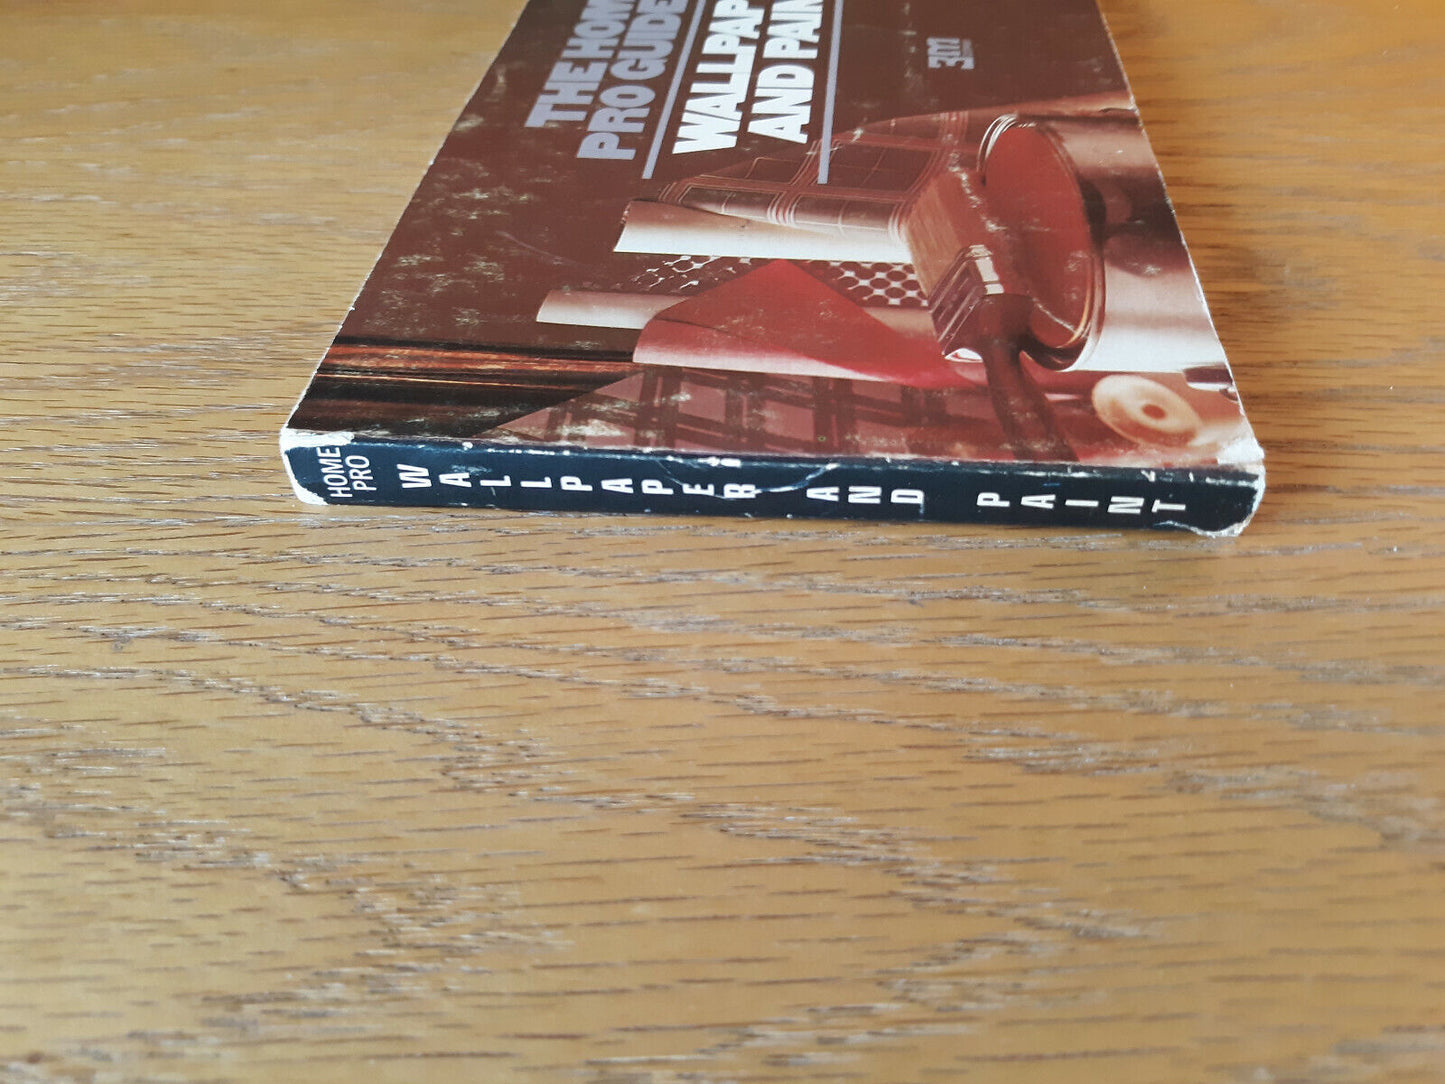 THE HOM
PRO GUIDE
WALLPAP
AND PAIN
3M
HOME
PRO
WALLPAPER AND PAINT